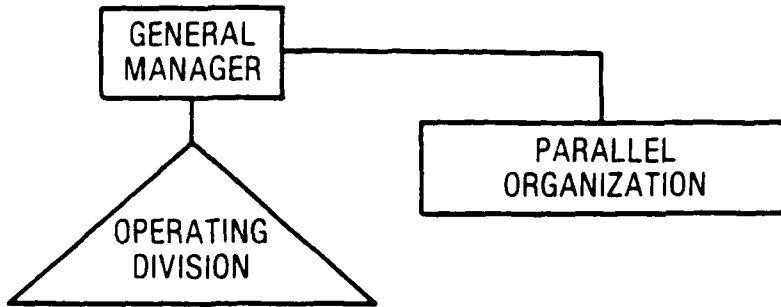 GENERAL
MANAGER
PARALLEL
ORGANIZATION
OPERATING
DIVISION